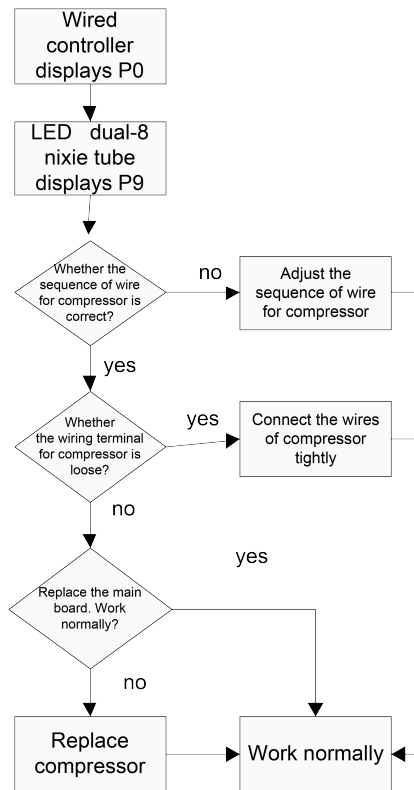 Wired
controller
displays P0
LED dual-8
nixie tube
displays P9
Whether the
sequence of wire
for compressor is
correct?
no
Adjust the
sequence of wire
for compressor
yes
Whether
the wiring terminal
for compressor is
loose?
yes
Connect the wires
of compressor
tightly
no
yes
Replace the main
board. Work
normally?
no
Replace
compressor
Work normally